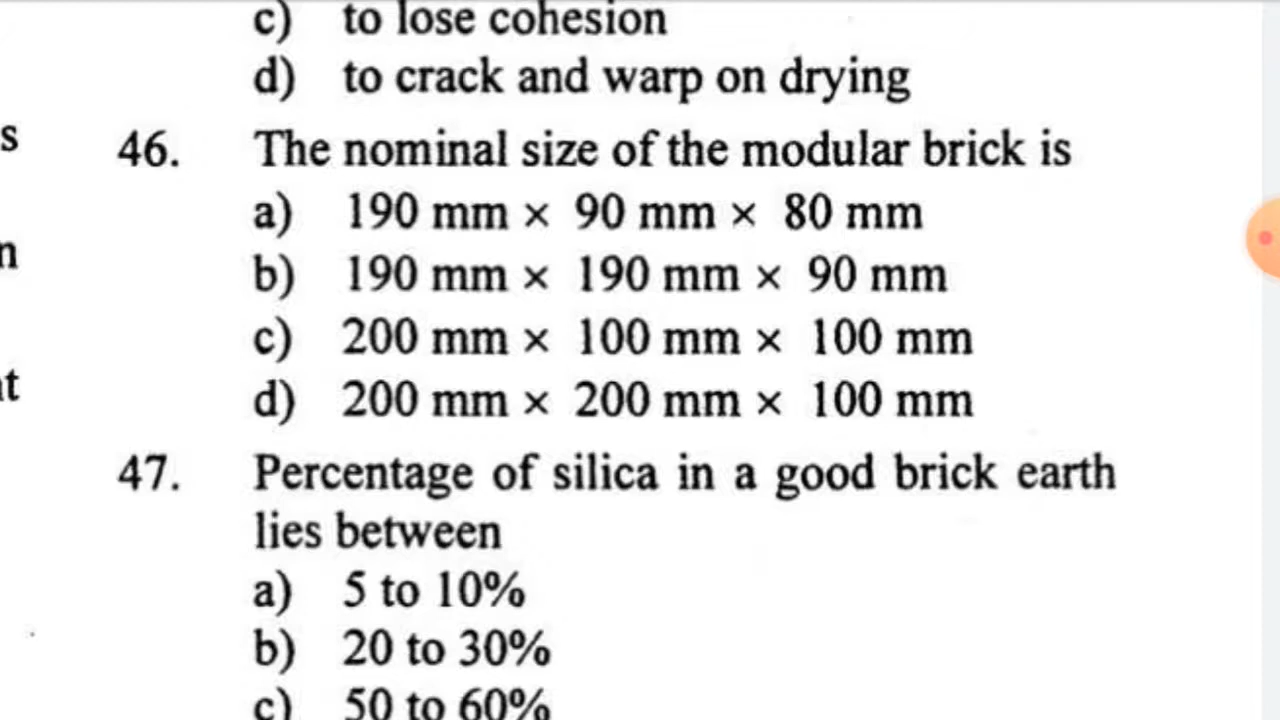 c) to lose cohesion
d) to crack and warp on drying
s
46. The nominal size of the modular brick is
a) 190 mm × 90 mm × 80 mm
n
b) 190 mm × 190 mm × 90 mm
c) 200 mm × 100 mm × 100 mm
t
d) 200 mm × 200 mm × 100 mm
47. Percentage of silica in a good brick earth
lies between
a) 5 to 10%
b) 20 to 30%
c) 50 to 60%